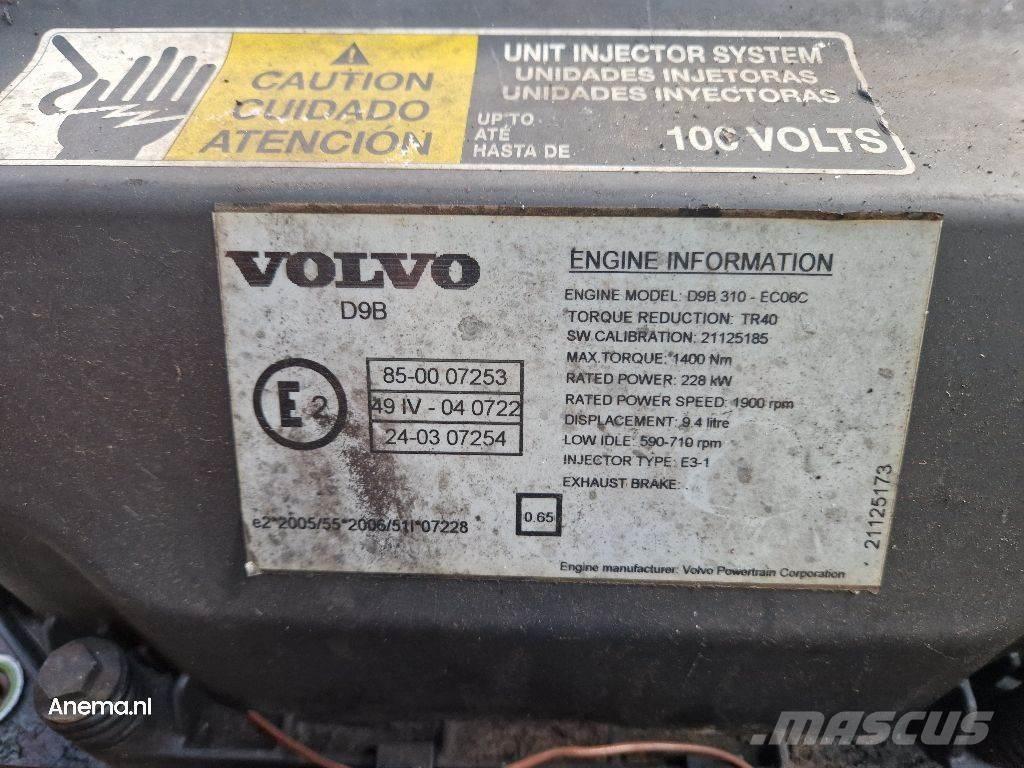 CAUTION
CUIDADO
ATENCIÓN
UNIT INJECTOR SYSTEM
UNIDADES INJETORAS
UNIDADES INYECTORAS
UP TO
ATÉ
HASTA DE
100 VOLTS
VOLVO
D9B
E 2
85-00 07253
49 IV - 04 0722
24-03 07254
e2*2005/55*2006/51I*07228
0.65
ENGINE INFORMATION
ENGINE MODEL: D9B 310 - EC06C
TORQUE REDUCTION: TR40
SW CALIBRATION: 21125185
MAX.TORQUE: 1400 Nm
RATED POWER: 228 kW
RATED POWER SPEED: 1900 rpm
DISPLACEMENT: 9.4 litre
LOW IDLE: 590-710 rpm
INJECTOR TYPE: E3-1
EXHAUST BRAKE:
21125173
Engine manufacturer: Volvo Powertrain Corporation
Anema.nl
MASCUS